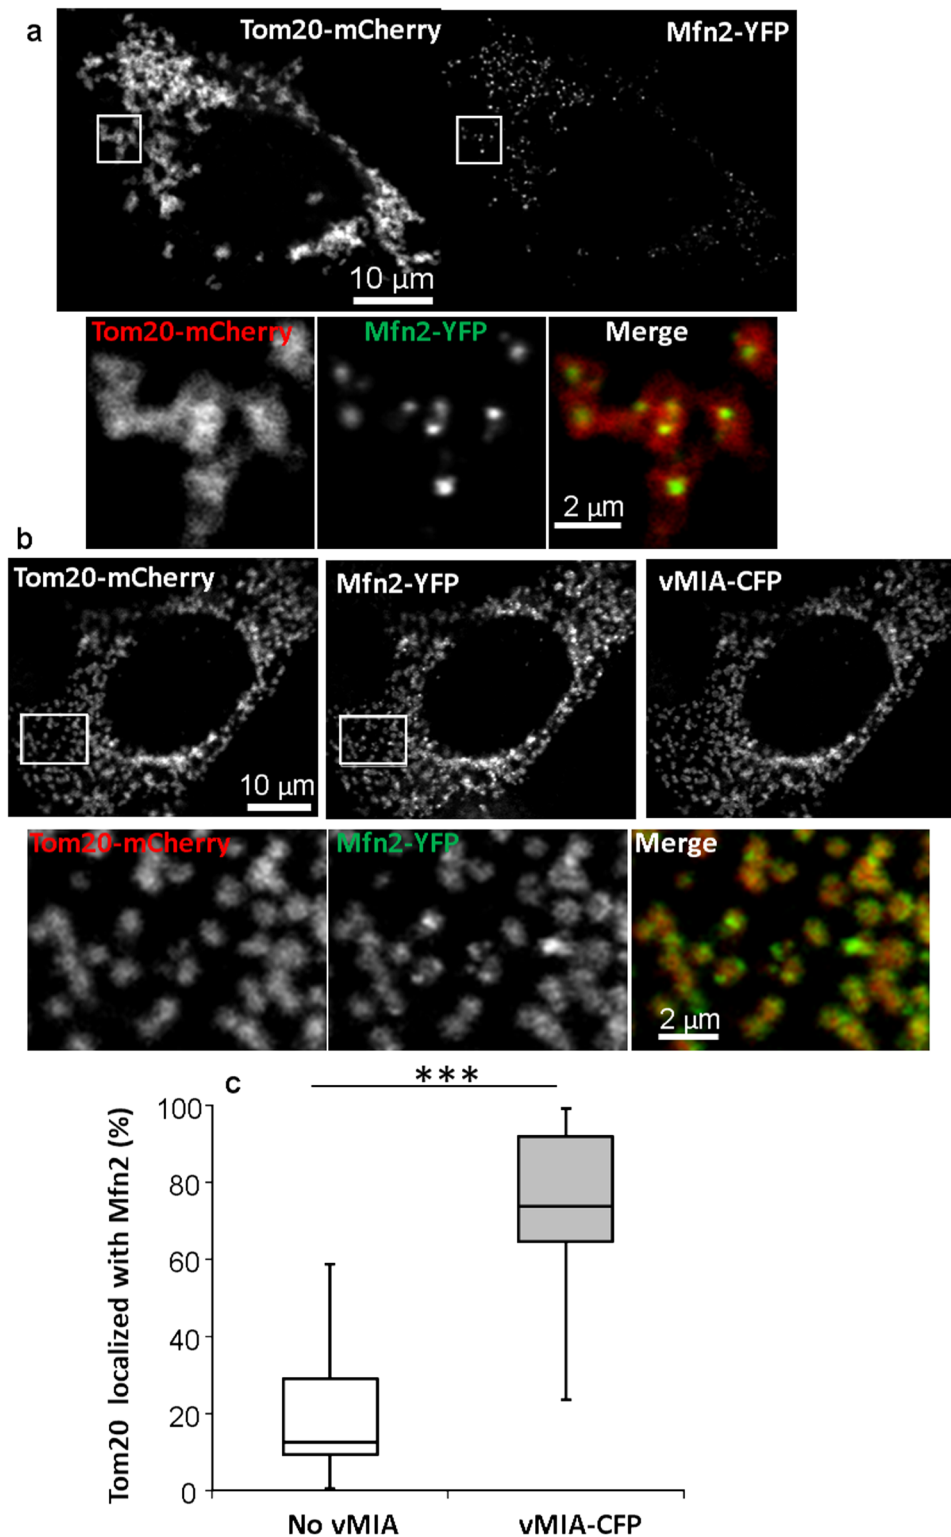 a
Tom20-mCherry
Mfn2-YFP
10 μm
Tom20-mCherry
Mfn2-YFP
Merge
2 μm
b
Tom20-mCherry
Mfn2-YFP
vMIA-CFP
10 μm
Tom20-mCherry
Mfn2-YFP
Merge
2 μm
c
***
Tom20 localized with Mfn2 (%)
100
80
60
40
20
0
No vMIA
vMIA-CFP